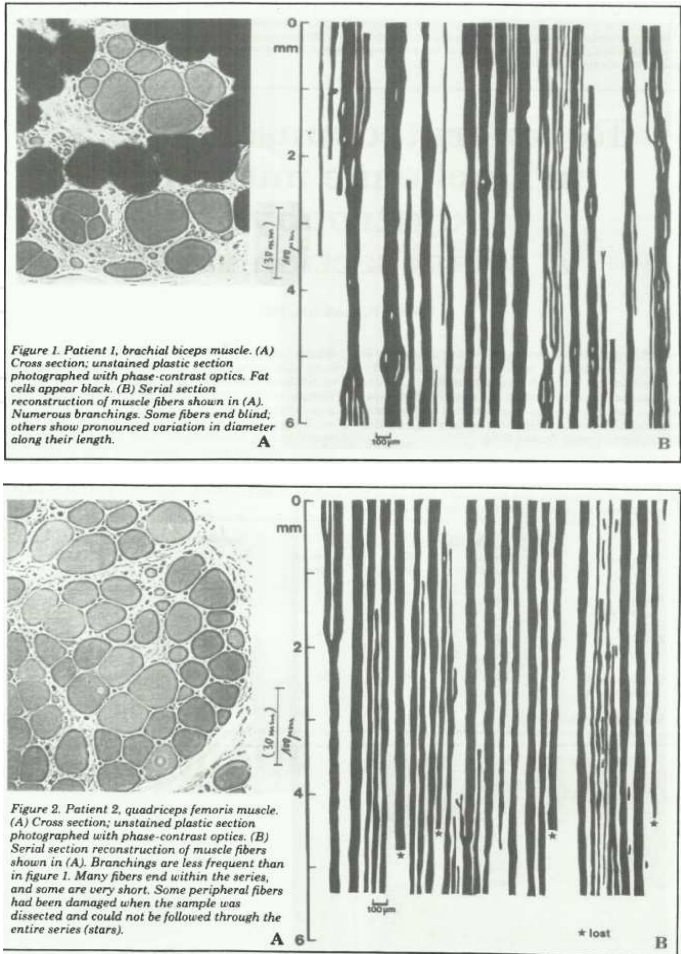 0
mm
2
4
6
(30 mm)
100 µm
100µm
Figure 1. Patient 1, brachial biceps muscle. (A)
Cross section; unstained plastic section
photographed with phase-contrast optics. Fat
cells appear black. (B) Serial section
reconstruction of muscle fibers shown in (A).
Numerous branchings. Some fibers end blind;
others show pronounced variation in diameter
along their length.
A
B
0
mm
2
4
6
(30 mm)
100 µm
100µm
Figure 2. Patient 2, quadriceps femoris muscle.
(A) Cross section; unstained plastic section
photographed with phase-contrast optics. (B)
Serial section reconstruction of muscle fibers
shown in (A). Branchings are less frequent than
in figure 1. Many fibers end within the series,
and some are very short. Some peripheral fibers
had been damaged when the sample was
dissected and could not be followed through the
entire series (stars).
A
★ lost
B